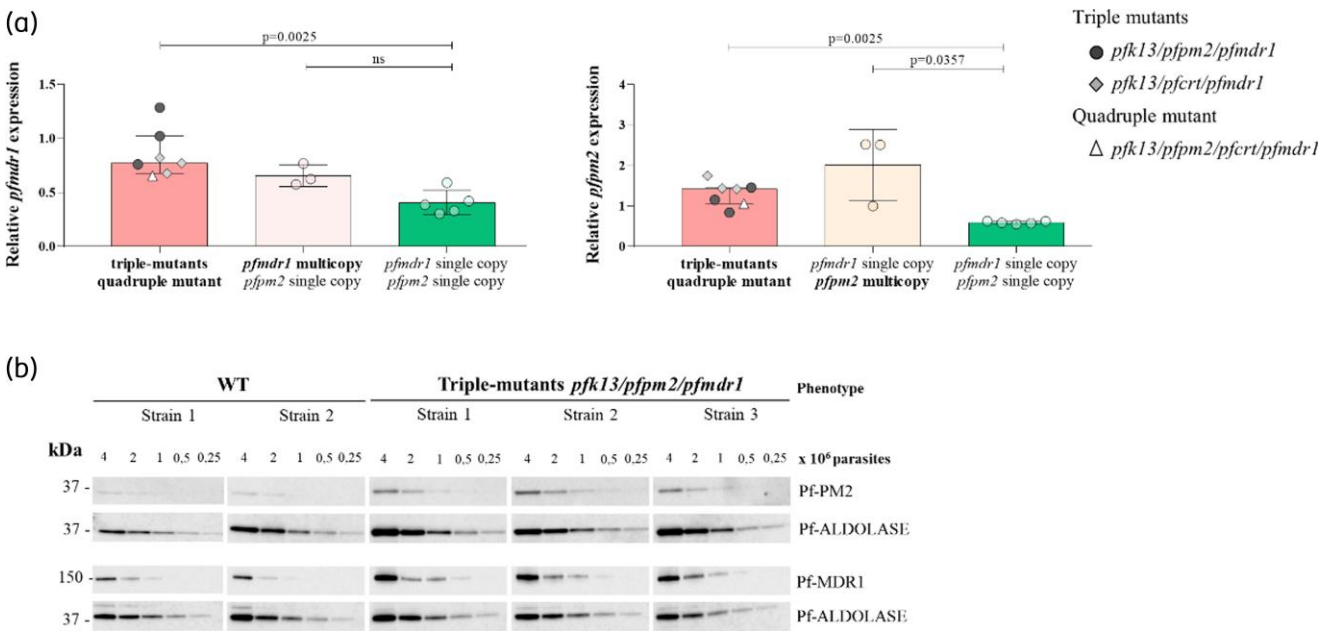 (a)
p=0.0025
ns
Relative pfmdr1 expression
1.5
1.0
0.5
0.0
triple-mutants
quadruple mutant
pfmdr1 multicopy
pfpm2 single copy
pfmdr1 single copy
pfpm2 single copy
p=0.0025
p=0.0357
Relative pfpm2 expression
4
3
2
1
0
triple-mutants
quadruple mutant
pfmdr1 single copy
pfpm2 multicopy
pfmdr1 single copy
pfpm2 single copy
Triple mutants
pfk13/pfpm2/pfmdr1
pfk13/pfcrt/pfmdr1
Quadruple mutant
pfk13/pfpm2/pfcrt/pfmdr1
(b)
WT Triple-mutants pfk13/pfpm2/pfmdr1 Phenotype
Strain 1 Strain 2 Strain 1 Strain 2 Strain 3
kDa 4 2 1 0,5 0,25 4 2 1 0,5 0,25 4 2 1 0,5 0,25 4 2 1 0,5 0,25 4 2 1 0,5 0,25 x 10⁶ parasites
37 - Pf-PM2
37 - Pf-ALDOLASE
150 - Pf-MDR1
37 - Pf-ALDOLASE